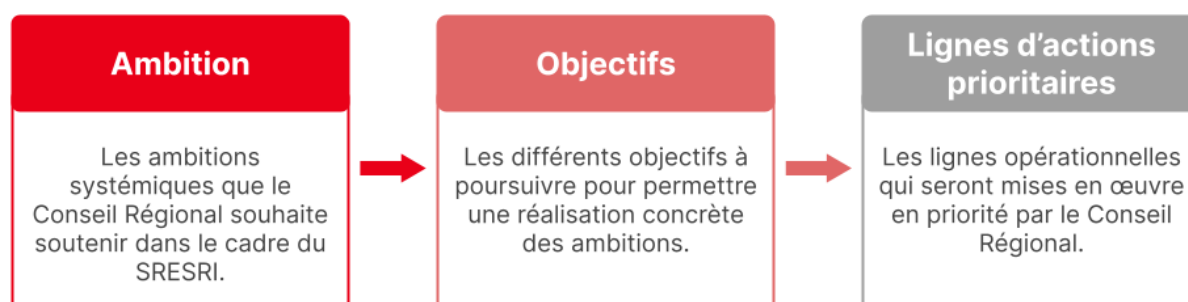 Ambition
Les ambitions
systémiques que le
Conseil Régional souhaite
soutenir dans le cadre du
SRESRI.
Objectifs
Les différents objectifs à
poursuivre pour permettre
une réalisation concrète
des ambitions.
Lignes d’actions
prioritaires
Les lignes opérationnelles
qui seront mises en œuvre
en priorité par le Conseil
Régional.